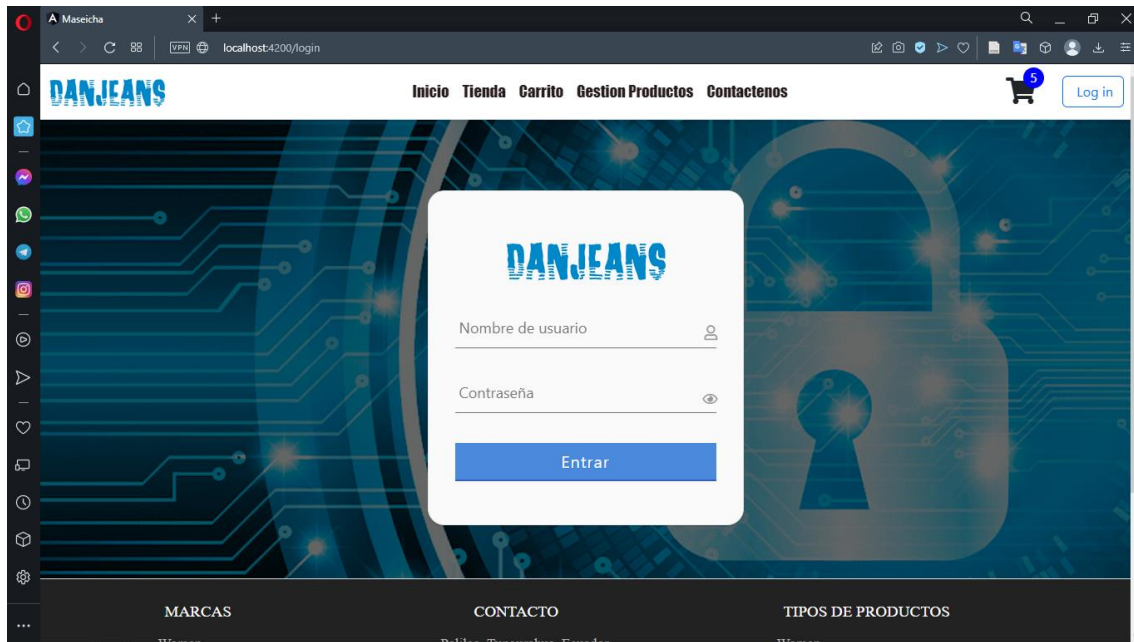 Maseicha
VPN localhost:4200/login
DANJEANS
Inicio Tienda Carrito Gestion Productos Contactenos
5
Log in
DANJEANS
Nombre de usuario
Contraseña
Entrar
MARCAS CONTACTO TIPOS DE PRODUCTOS